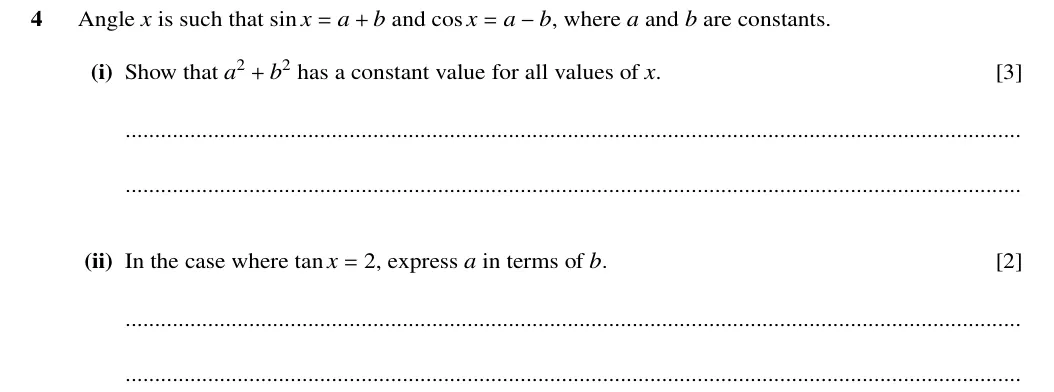 4 Angle x is such that sin x = a + b and cos x = a − b, where a and b are constants.
(i) Show that a² + b² has a constant value for all values of x. [3]
(ii) In the case where tan x = 2, express a in terms of b. [2]